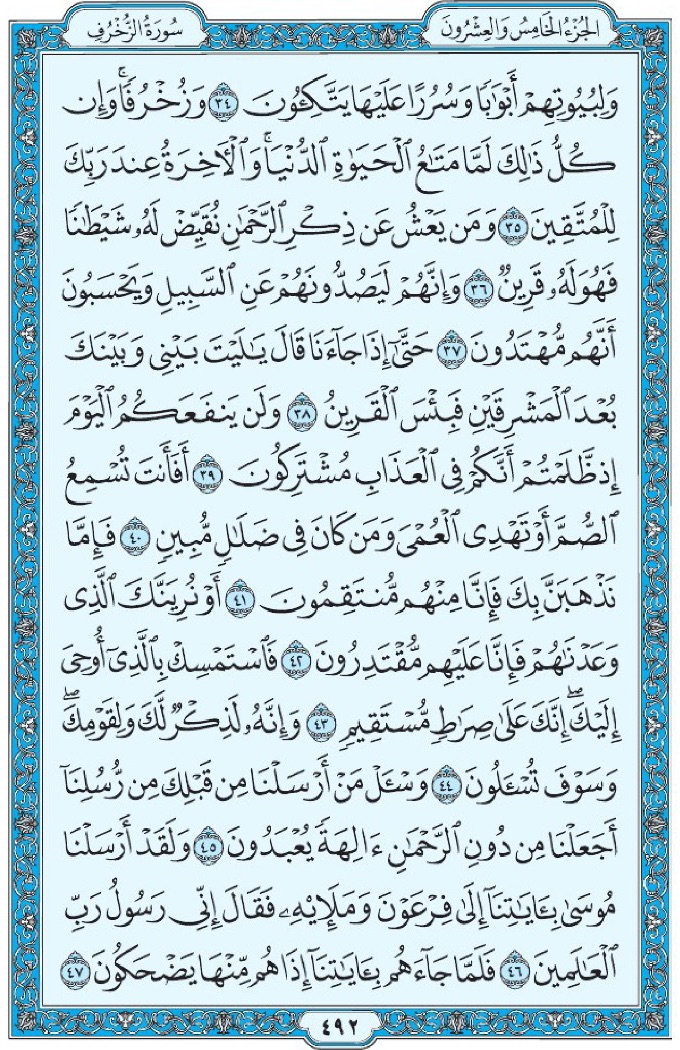 سُورَةُ الزُّخْرُفِ
الجُزْءُ الخَامِسُ وَالعِشْرُونَ
وَلِبُيُوتِهِمْ أَبْوَٰبًا وَسُرُرًا عَلَيْهَا يَتَّكِـُٔونَ ٣٤ وَزُخْرُفًاۚ وَإِن
كُلُّ ذَٰلِكَ لَمَّا مَتَٰعُ ٱلْحَيَوٰةِ ٱلدُّنْيَاۚ وَٱلْـَٔاخِرَةُ عِندَ رَبِّكَ
لِلْمُتَّقِينَ ٣٥ وَمَن يَعْشُ عَن ذِكْرِ ٱلرَّحْمَٰنِ نُقَيِّضْ لَهُۥ شَيْطَٰنًا
فَهُوَ لَهُۥ قَرِينٌ ٣٦ وَإِنَّهُمْ لَيَصُدُّونَهُمْ عَنِ ٱلسَّبِيلِ وَيَحْسَبُونَ
أَنَّهُم مُّهْتَدُونَ ٣٧ حَتَّىٰٓ إِذَا جَآءَنَا قَالَ يَٰلَيْتَ بَيْنِى وَبَيْنَكَ
بُعْدَ ٱلْمَشْرِقَيْنِ فَبِئْسَ ٱلْقَرِينُ ٣٨ وَلَن يَنفَعَكُمُ ٱلْيَوْمَ
إِذ ظَّلَمْتُمْ أَنَّكُمْ فِى ٱلْعَذَابِ مُشْتَرِكُونَ ٣٩ أَفَأَنتَ تُسْمِعُ
ٱلصُّمَّ أَوْ تَهْدِى ٱلْعُمْىَ وَمَن كَانَ فِى ضَلَٰلٍ مُّبِينٍ ٤٠ فَإِمَّا
نَذْهَبَنَّ بِكَ فَإِنَّا مِنْهُم مُّنتَقِمُونَ ٤١ أَوْ نُرِيَنَّكَ ٱلَّذِى
وَعَدْنَٰهُمْ فَإِنَّا عَلَيْهِم مُّقْتَدِرُونَ ٤٢ فَٱسْتَمْسِكْ بِٱلَّذِىٓ أُوحِىَ
إِلَيْكَۖ إِنَّكَ عَلَىٰ صِرَٰطٍ مُّسْتَقِيمٍ ٤٣ وَإِنَّهُۥ لَذِكْرٌ لَّكَ وَلِقَوْمِكَۖ
وَسَوْفَ تُسْـَٔلُونَ ٤٤ وَسْـَٔلْ مَنْ أَرْسَلْنَا مِن قَبْلِكَ مِن رُّسُلِنَآ
أَجَعَلْنَا مِن دُونِ ٱلرَّحْمَٰنِ ءَالِهَةً يُعْبَدُونَ ٤٥ وَلَقَدْ أَرْسَلْنَا
مُوسَىٰ بِـَٔايَٰتِنَآ إِلَىٰ فِرْعَوْنَ وَمَلَإِيْهِۦ فَقَالَ إِنِّى رَسُولُ رَبِّ
ٱلْعَٰلَمِينَ ٤٦ فَلَمَّا جَآءَهُم بِـَٔايَٰتِنَآ إِذَا هُم مِّنْهَا يَضْحَكُونَ ٤٧
٤٩٢